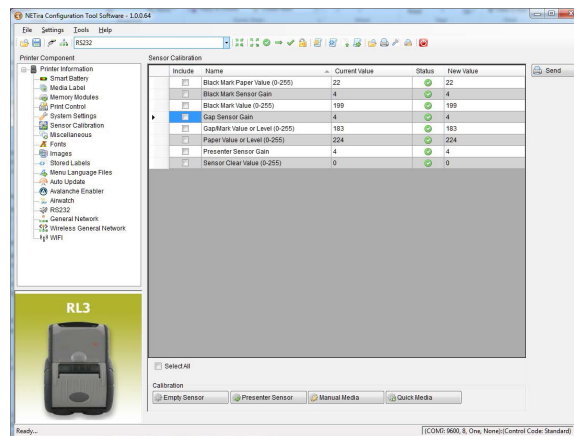 NETira Configuration Tool Software - 1.0.0.64
File Settings Tools Help
RS232
Printer Component
Sensor Calibration
Printer Information
Smart Battery
Media Label
Memory Modules
Print Control
System Settings
Sensor Calibration
Miscellaneous
Fonts
Images
Stored Labels
Menu Language Files
Auto Update
Avalanche Enabler
Airwatch
RS232
General Network
Wireless General Network
WIFI
Include Name Current Value Status New Value
Black Mark Paper Value (0-255) 22 22
Black Mark Sensor Gain 4 4
Black Mark Value (0-255) 199 199
Gap Sensor Gain 4 4
Gap/Mark Value or Level (0-255) 183 183
Paper Value or Level (0-255) 224 224
Presenter Sensor Gain 4 4
Sensor Clear Value (0-255) 0 0
Send
RL3
Select All
Calibration
Empty Sensor Presenter Sensor Manual Media Quick Media
Ready... (COM7: 9600, 8, One, None):(Control Code: Standard)